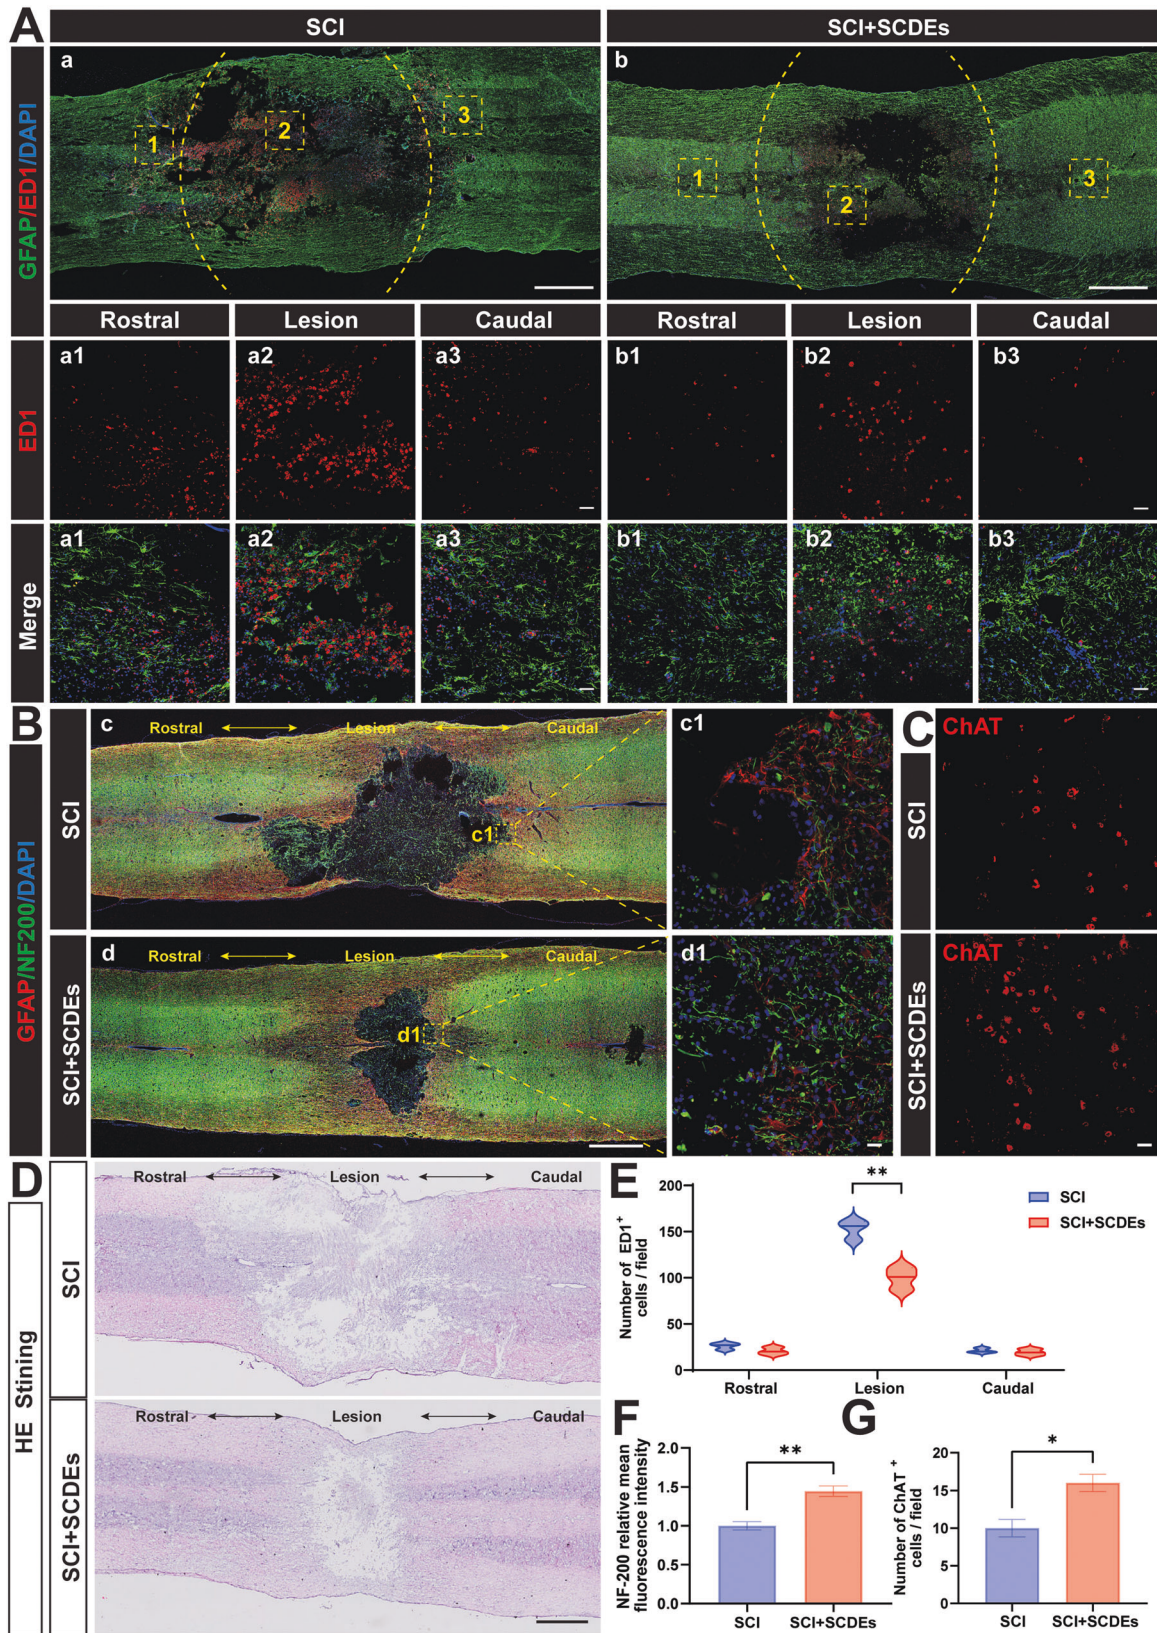 A
SCI
SCI+SCDEs
GFAP/ED1/DAPI
a
1
2
3
b
1
2
3
Rostral
Lesion
Caudal
Rostral
Lesion
Caudal
ED1
a1
a2
a3
b1
b2
b3
Merge
a1
a2
a3
b1
b2
b3
B
GFAP/NF200/DAPI
SCI
c
Rostral
Lesion
Caudal
c1
c1
SCI+SCDEs
d
Rostral
Lesion
Caudal
d1
d1
C
SCI
ChAT
SCI+SCDEs
ChAT
D
HE Stining
SCI
Rostral
Lesion
Caudal
SCI+SCDEs
Rostral
Lesion
Caudal
E
Number of ED1+
cells / field
200
150
100
50
0
**
SCI
SCI+SCDEs
Rostral
Lesion
Caudal
F
NF-200 relative mean
fluorescence intensity
2.0
1.5
1.0
0.5
0.0
**
SCI
SCI+SCDEs
G
Number of ChAT +
cells / field
20
15
10
5
0
*
SCI
SCI+SCDEs